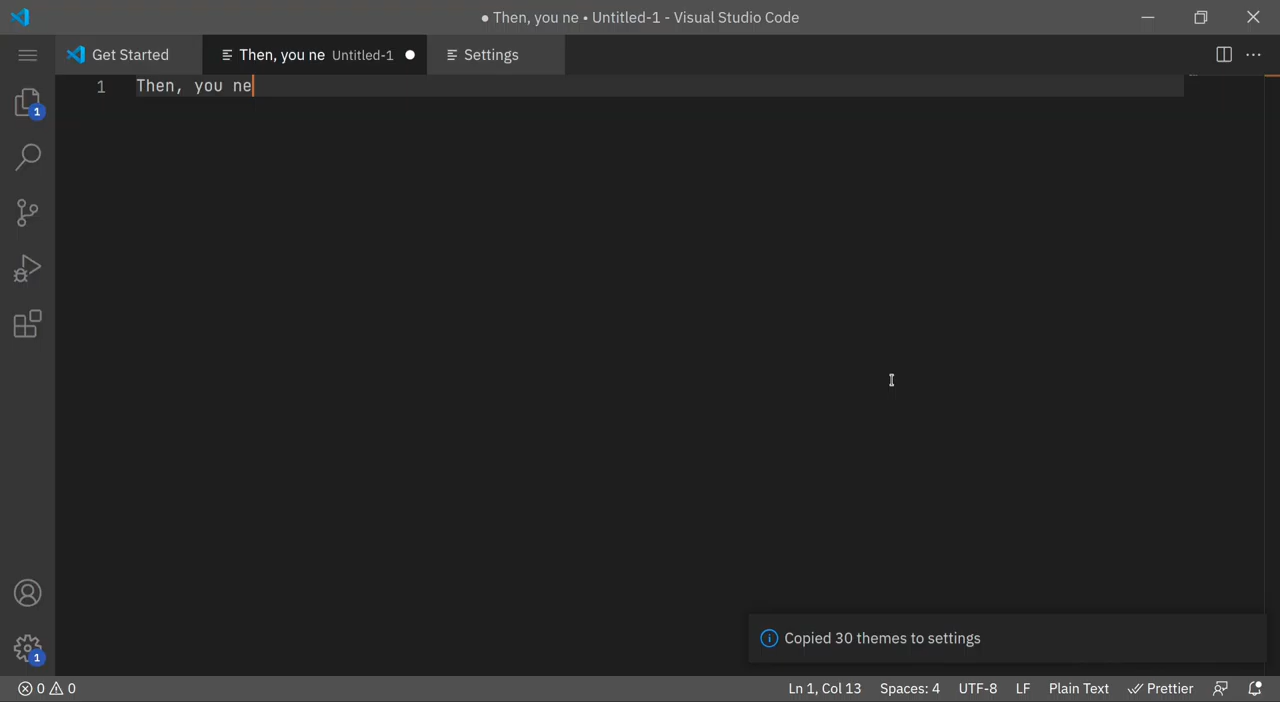 ● Then, you ne • Untitled-1 - Visual Studio Code
Get Started
Then, you ne Untitled-1 ●
Settings
1 Then, you ne
1
Copied 30 themes to settings
1
0 0
Ln 1, Col 13
Spaces: 4
UTF-8
LF
Plain Text
Prettier